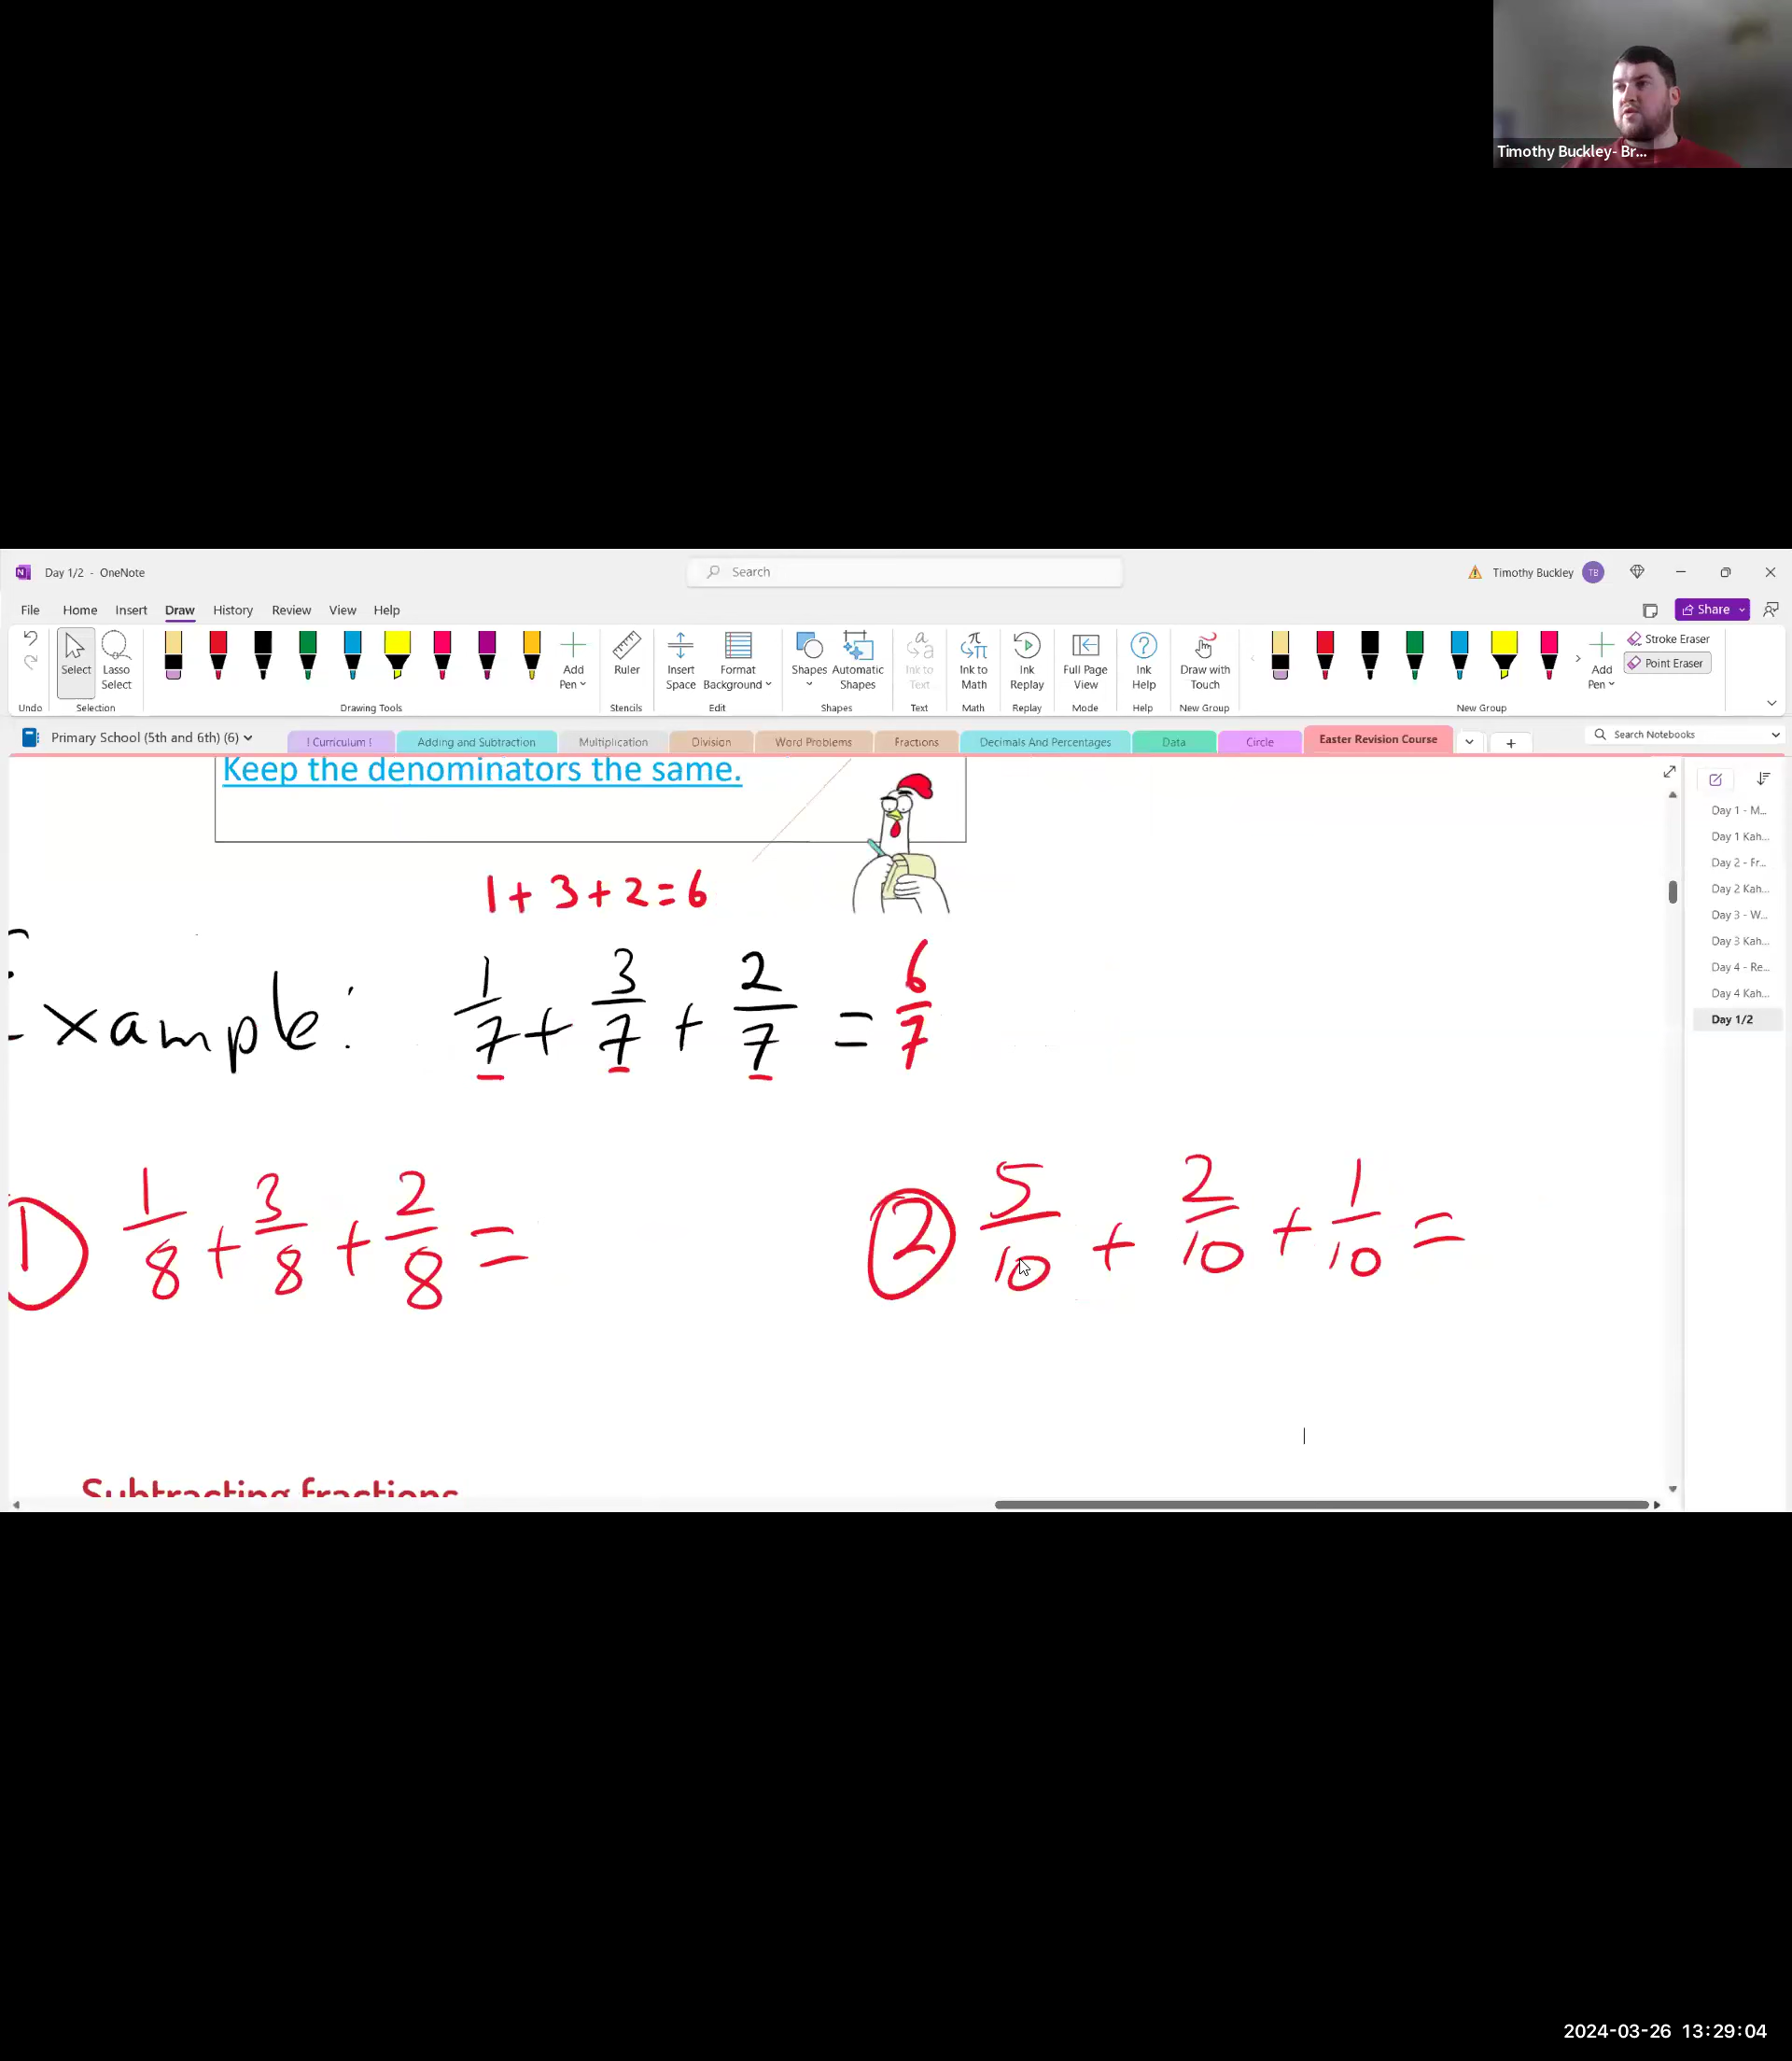 Timothy Buckley- Br...
Day 1/2 - OneNote
Search
Timothy Buckley TB
File Home Insert Draw History Review View Help
Share
Stroke Eraser
Point Eraser
Select
Lasso Select
Add Pen
Ruler
Insert Space
Format Background
Shapes
Automatic Shapes
Ink to Text
Ink to Math
Ink Replay
Full Page View
Ink Help
Draw with Touch
Add Pen
Undo Selection Drawing Tools Stencils Edit Shapes Text Math Replay Mode Help New Group New Group
Primary School (5th and 6th) (6) ! Curriculum ! Adding and Subtraction Multiplication Division Word Problems Fractions Decimals And Percentages Data Circle Easter Revision Course + Search Notebooks
Keep the denominators the same.
1 + 3 + 2 = 6
Example: 1/7 + 3/7 + 2/7 = 6/7
1 1/8 + 3/8 + 2/8 =
2 5/10 + 2/10 + 1/10 =
Subtracting fractions
Day 1 - M...
Day 1 Kah...
Day 2 - Fr...
Day 2 Kah...
Day 3 - W...
Day 3 Kah...
Day 4 - Re...
Day 4 Kah...
Day 1/2
2024-03-26 13:29:04